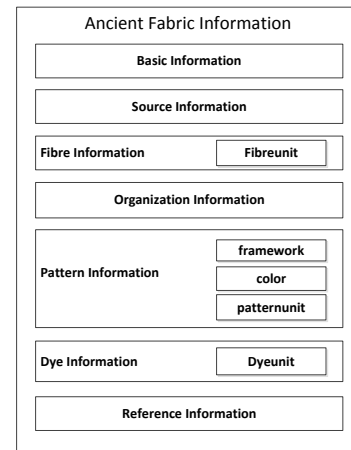 Ancient Fabric Information
Basic Information
Source Information
Fibre Information Fibreunit
Organization Information
framework
Pattern Information color
patternunit
Dye Information Dyeunit
Reference Information